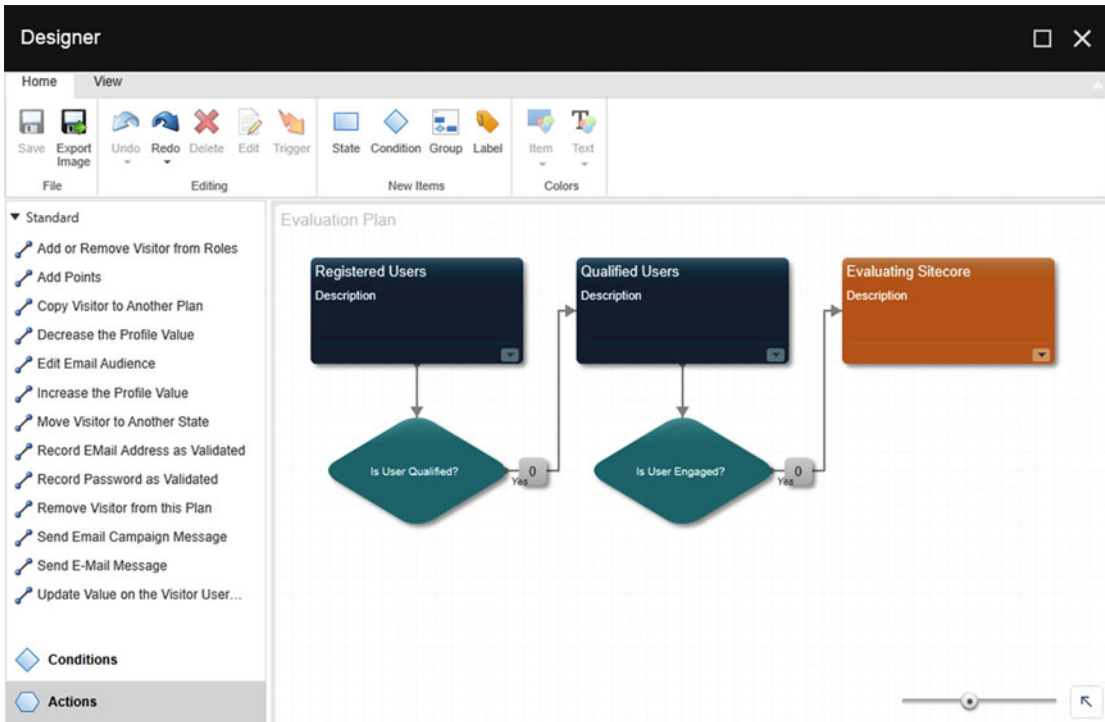 Designer
Home View
Save Export Image Undo Redo Delete Edit Trigger State Condition Group Label Item Text
File Editing New Items Colors
Standard
Add or Remove Visitor from Roles
Add Points
Copy Visitor to Another Plan
Decrease the Profile Value
Edit Email Audience
Increase the Profile Value
Move Visitor to Another State
Record EMail Address as Validated
Record Password as Validated
Remove Visitor from this Plan
Send Email Campaign Message
Send E-Mail Message
Update Value on the Visitor User...
Conditions
Actions
Evaluation Plan
Registered Users
Description
Qualified Users
Description
Evaluating Sitecore
Description
Is User Qualified?
0
Yes
Is User Engaged?
0
Yes